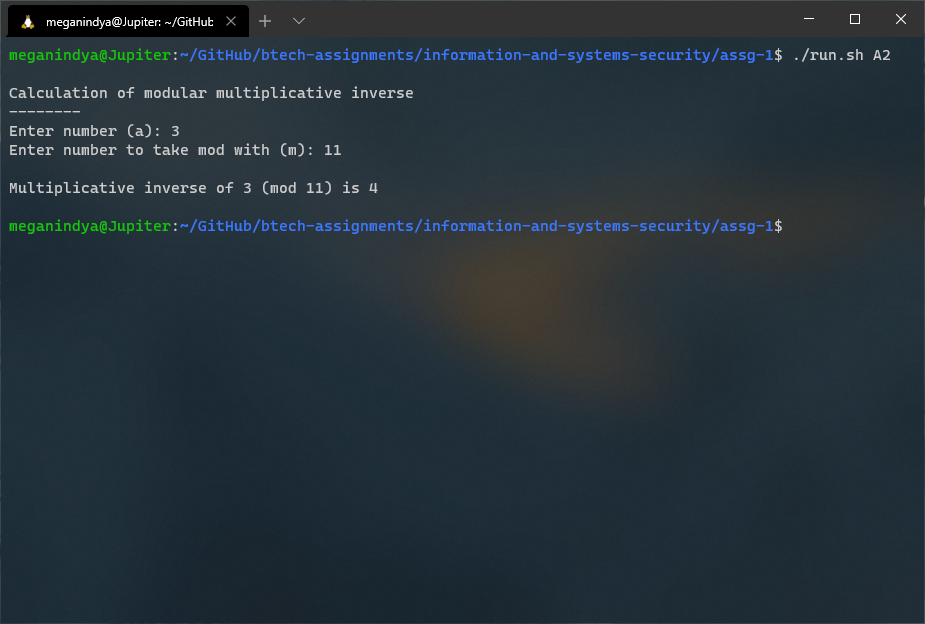 meganindya@Jupiter: ~/GitHub
meganindya@Jupiter:~/GitHub/btech-assignments/information-and-systems-security/assg-1$ ./run.sh A2
Calculation of modular multiplicative inverse
--------
Enter number (a): 3
Enter number to take mod with (m): 11
Multiplicative inverse of 3 (mod 11) is 4
meganindya@Jupiter:~/GitHub/btech-assignments/information-and-systems-security/assg-1$